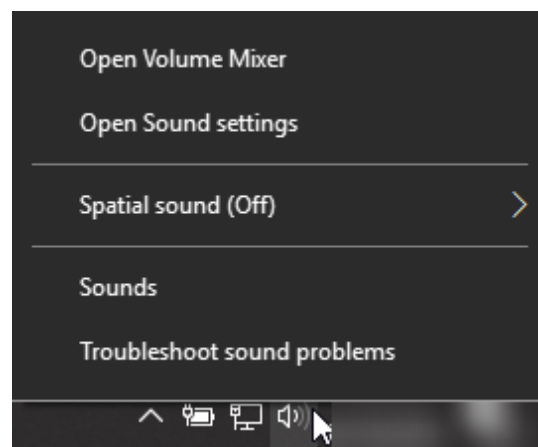 Open Volume Mixer
Open Sound settings
Spatial sound (Off)
Sounds
Troubleshoot sound problems